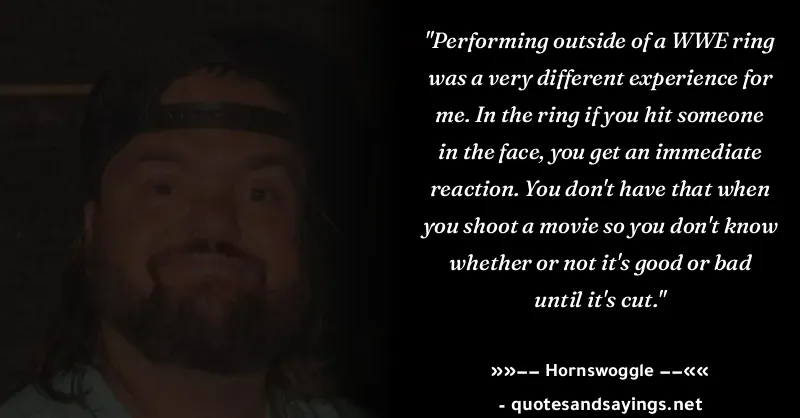 "Performing outside of a WWE ring
was a very different experience for
me. In the ring if you hit someone
in the face, you get an immediate
reaction. You don't have that when
you shoot a movie so you don't know
whether or not it's good or bad
until it's cut."
»»−− Hornswoggle −−««
- quotesandsayings.net